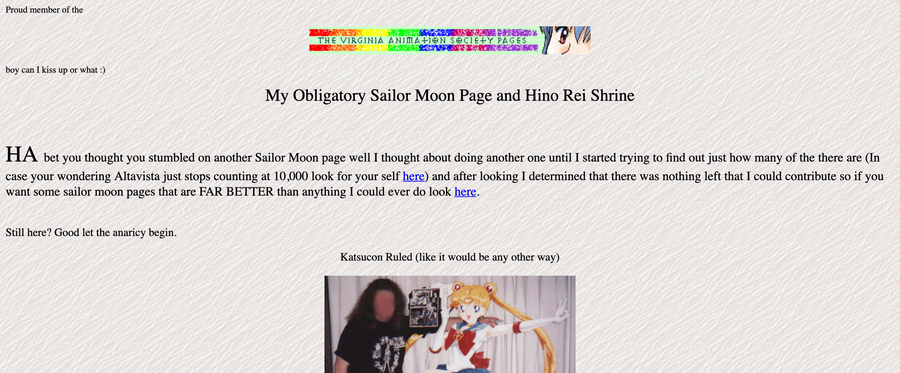 Proud member of the
THE VIRGINIA ANIMATION SOCIETY PAGES
boy can I kiss up or what :)
My Obligatory Sailor Moon Page and Hino Rei Shrine
HA bet you thought you stumbled on another Sailor Moon page well I thought about doing another one until I started trying to find out just how many of the there are (In
case your wondering Altavista just stops counting at 10,000 look for your self here) and after looking I determined that there was nothing left that I could contribute so if you
want some sailor moon pages that are FAR BETTER than anything I could ever do look here.
Still here? Good let the anaricy begin.
Katsucon Ruled (like it would be any other way)